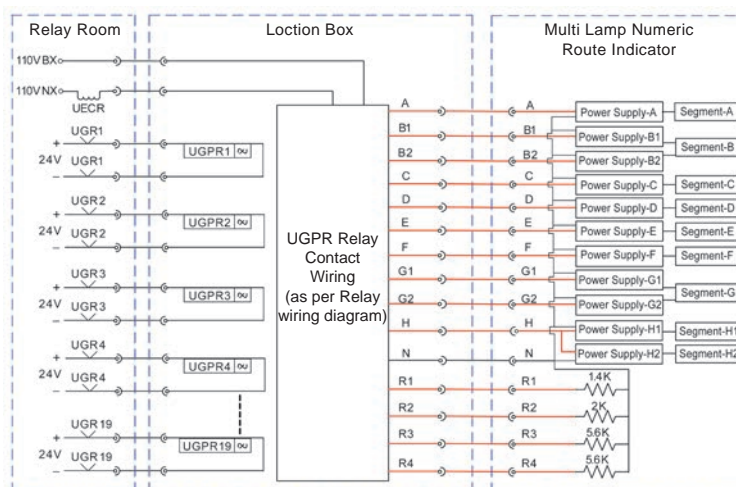 Relay Room
Loction Box
Multi Lamp Numeric
Route Indicator
110VBX
110VNX
UECR
+
UGR1
24V
UGR1
–
UGPR1
+
UGR2
24V
UGR2
–
UGPR2
+
UGR3
24V
UGR3
–
UGPR3
+
UGR4
24V
UGR4
–
UGPR4
+
UGR19
24V
UGR19
–
UGPR19
UGPR Relay
Contact
Wiring
(as per Relay
wiring diagram)
A A Power Supply-A Segment-A
B1 B1 Power Supply-B1
Segment-B
B2 B2 Power Supply-B2
C C Power Supply-C Segment-C
D D Power Supply-D Segment-D
E E Power Supply-E Segment-E
F F Power Supply-F Segment-F
G1 G1 Power Supply-G1
Segment-G
G2 G2 Power Supply-G2
H H Power Supply-H1 Segment-H1
N N Power Supply-H2 Segment-H2
R1 R1 1.4K
R2 R2 2K
R3 R3 5.6K
R4 R4 5.6K